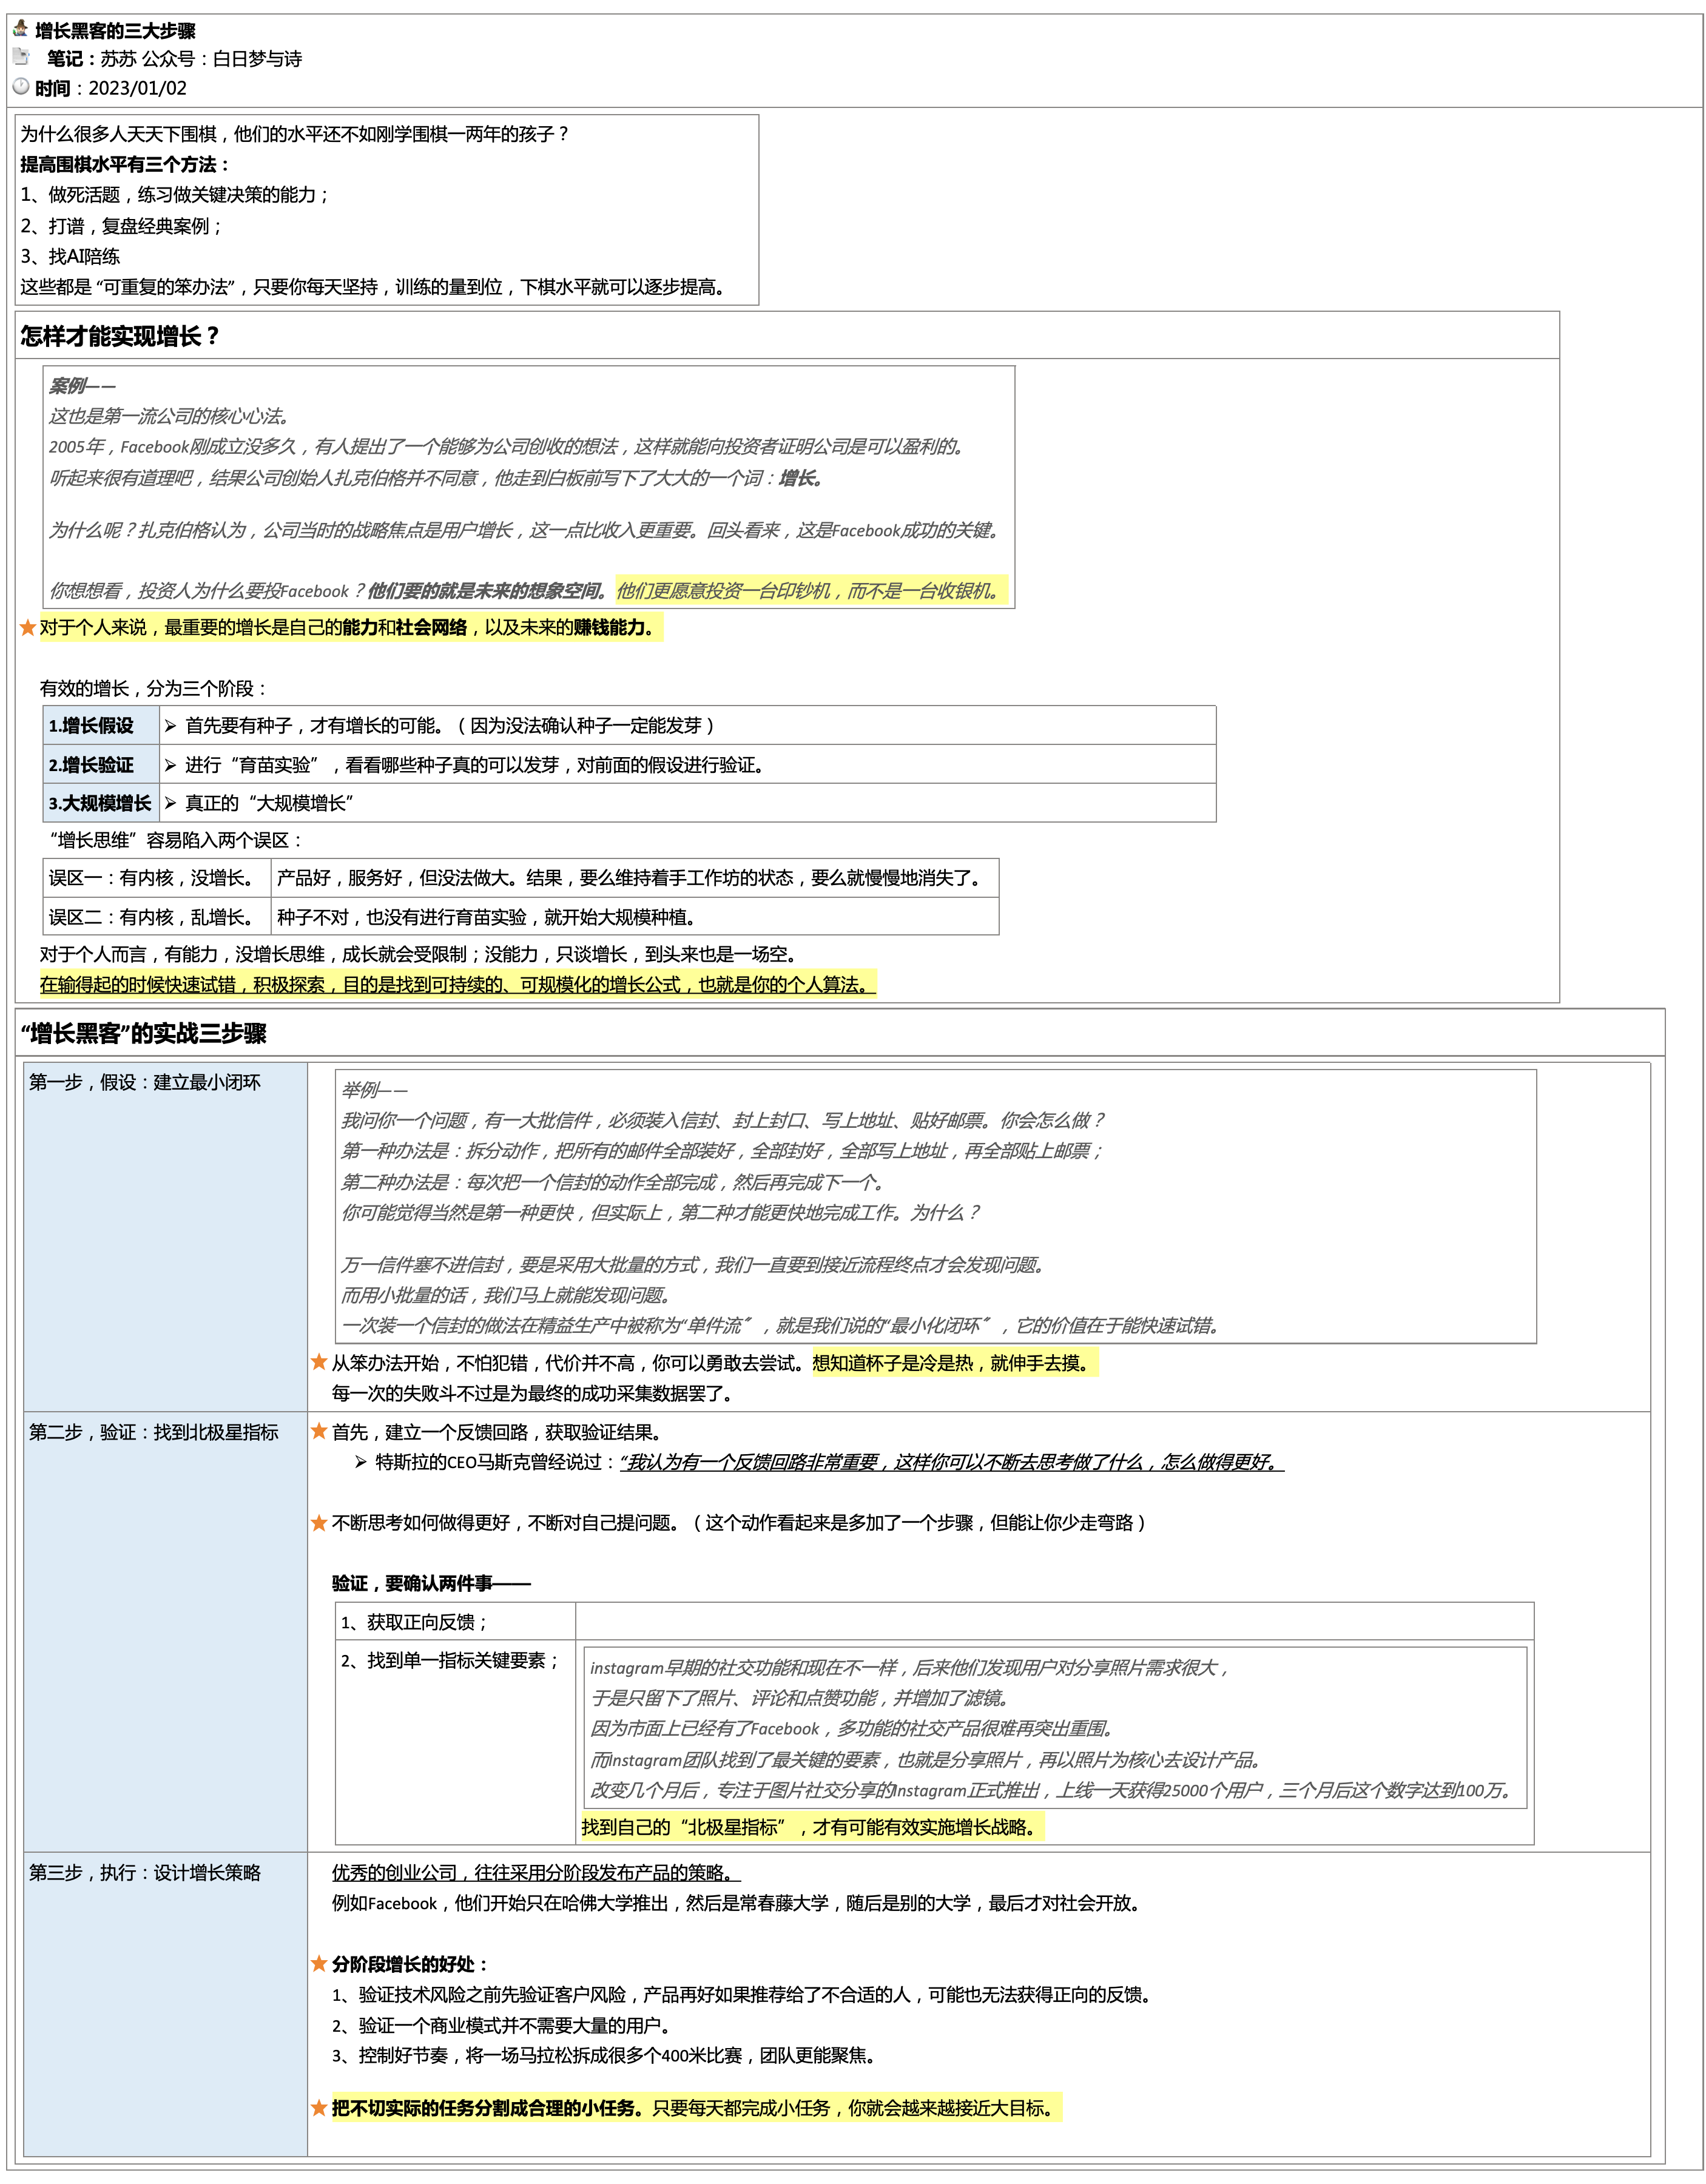 增长黑客的三大步骤
笔记：苏苏 公众号：白日梦与诗
时间：2023/01/02
为什么很多人天天下围棋，他们的水平还不如刚学围棋一两年的孩子？
提高围棋水平有三个方法：
1、做死活题，练习做关键决策的能力；
2、打谱，复盘经典案例；
3、找AI陪练
这些都是 “可重复的笨办法”，只要你每天坚持，训练的量到位，下棋水平就可以逐步提高。
怎样才能实现增长？
案例——
这也是第一流公司的核心心法。
2005年，Facebook刚成立没多久，有人提出了一个能够为公司创收的想法，这样就能向投资者证明公司是可以盈利的。
听起来很有道理吧，结果公司创始人扎克伯格并不同意，他走到白板前写下了大大的一个词：增长。
为什么呢？扎克伯格认为，公司当时的战略焦点是用户增长，这一点比收入更重要。回头看来，这是Facebook成功的关键。
你想想看，投资人为什么要投Facebook？他们要的就是未来的想象空间。他们更愿意投资一台印钞机，而不是一台收银机。
对于个人来说，最重要的增长是自己的能力和社会网络，以及未来的赚钱能力。
有效的增长，分为三个阶段：
1.增长假设 ➢ 首先要有种子，才有增长的可能。（因为没法确认种子一定能发芽）
2.增长验证 ➢ 进行“育苗实验”，看看哪些种子真的可以发芽，对前面的假设进行验证。
3.大规模增长 ➢ 真正的“大规模增长”
“增长思维”容易陷入两个误区：
误区一：有内核，没增长。 产品好，服务好，但没法做大。结果，要么维持着手工作坊的状态，要么就慢慢地消失了。
误区二：有内核，乱增长。 种子不对，也没有进行育苗实验，就开始大规模种植。
对于个人而言，有能力，没增长思维，成长就会受限制；没能力，只谈增长，到头来也是一场空。
在输得起的时候快速试错，积极探索，目的是找到可持续的、可规模化的增长公式，也就是你的个人算法。
“增长黑客”的实战三步骤
第一步，假设：建立最小闭环
举例——
我问你一个问题，有一大批信件，必须装入信封、封上封口、写上地址、贴好邮票。你会怎么做？
第一种办法是：拆分动作，把所有的邮件全部装好，全部封好，全部写上地址，再全部贴上邮票；
第二种办法是：每次把一个信封的动作全部完成，然后再完成下一个。
你可能觉得当然是第一种更快，但实际上，第二种才能更快地完成工作。为什么？
万一信件塞不进信封，要是采用大批量的方式，我们一直要到接近流程终点才会发现问题。
而用小批量的话，我们马上就能发现问题。
一次装一个信封的做法在精益生产中被称为“单件流〞，就是我们说的“最小化闭环〞，它的价值在于能快速试错。
从笨办法开始，不怕犯错，代价并不高，你可以勇敢去尝试。想知道杯子是冷是热，就伸手去摸。
每一次的失败斗不过是为最终的成功采集数据罢了。
第二步，验证：找到北极星指标
首先，建立一个反馈回路，获取验证结果。
➢ 特斯拉的CEO马斯克曾经说过：“我认为有一个反馈回路非常重要，这样你可以不断去思考做了什么，怎么做得更好。
不断思考如何做得更好，不断对自己提问题。（这个动作看起来是多加了一个步骤，但能让你少走弯路）
验证，要确认两件事——
1、获取正向反馈；
2、找到单一指标关键要素；
instagram早期的社交功能和现在不一样，后来他们发现用户对分享照片需求很大，
于是只留下了照片、评论和点赞功能，并增加了滤镜。
因为市面上已经有了Facebook，多功能的社交产品很难再突出重围。
而Instagram团队找到了最关键的要素，也就是分享照片，再以照片为核心去设计产品。
改变几个月后，专注于图片社交分享的Instagram正式推出，上线一天获得25000个用户，三个月后这个数字达到100万。
找到自己的“北极星指标”，才有可能有效实施增长战略。
第三步，执行：设计增长策略
优秀的创业公司，往往采用分阶段发布产品的策略。
例如Facebook，他们开始只在哈佛大学推出，然后是常春藤大学，随后是别的大学，最后才对社会开放。
分阶段增长的好处：
1、验证技术风险之前先验证客户风险，产品再好如果推荐给了不合适的人，可能也无法获得正向的反馈。
2、验证一个商业模式并不需要大量的用户。
3、控制好节奏，将一场马拉松拆成很多个400米比赛，团队更能聚焦。
把不切实际的任务分割成合理的小任务。只要每天都完成小任务，你就会越来越接近大目标。